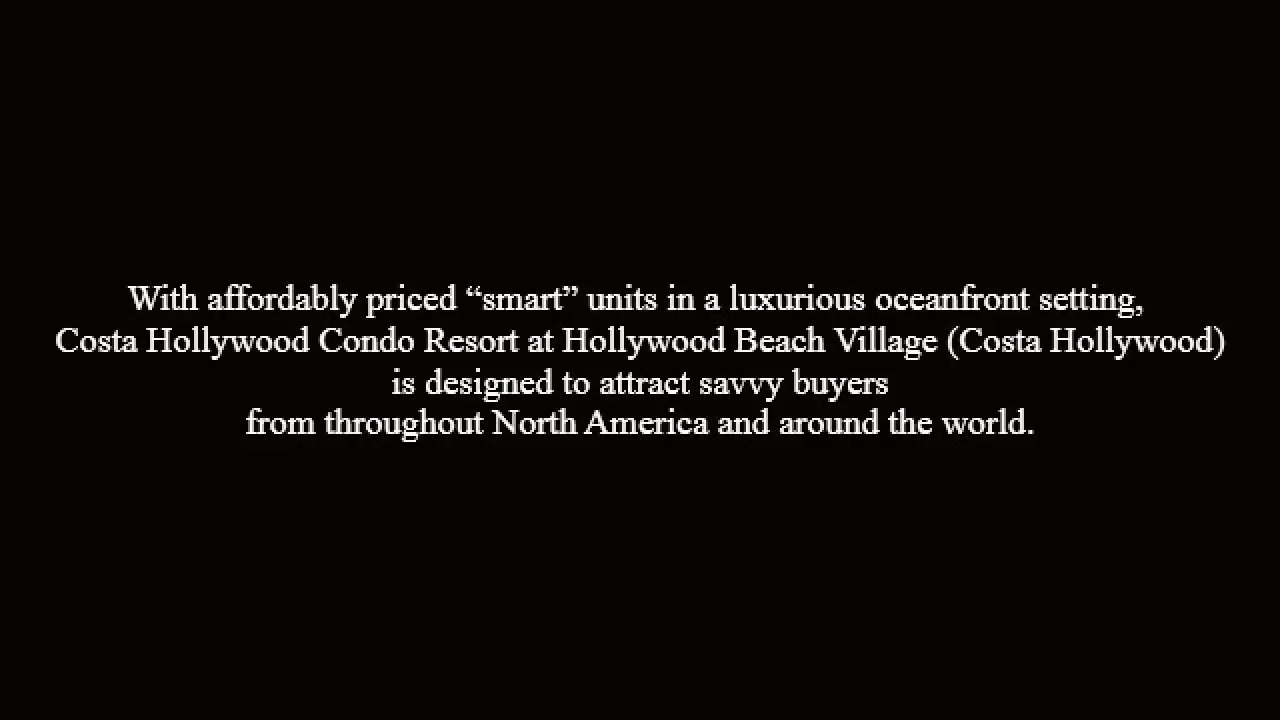 With affordably priced “smart” units in a luxurious oceanfront setting,
Costa Hollywood Condo Resort at Hollywood Beach Village (Costa Hollywood)
is designed to attract savvy buyers
from throughout North America and around the world.